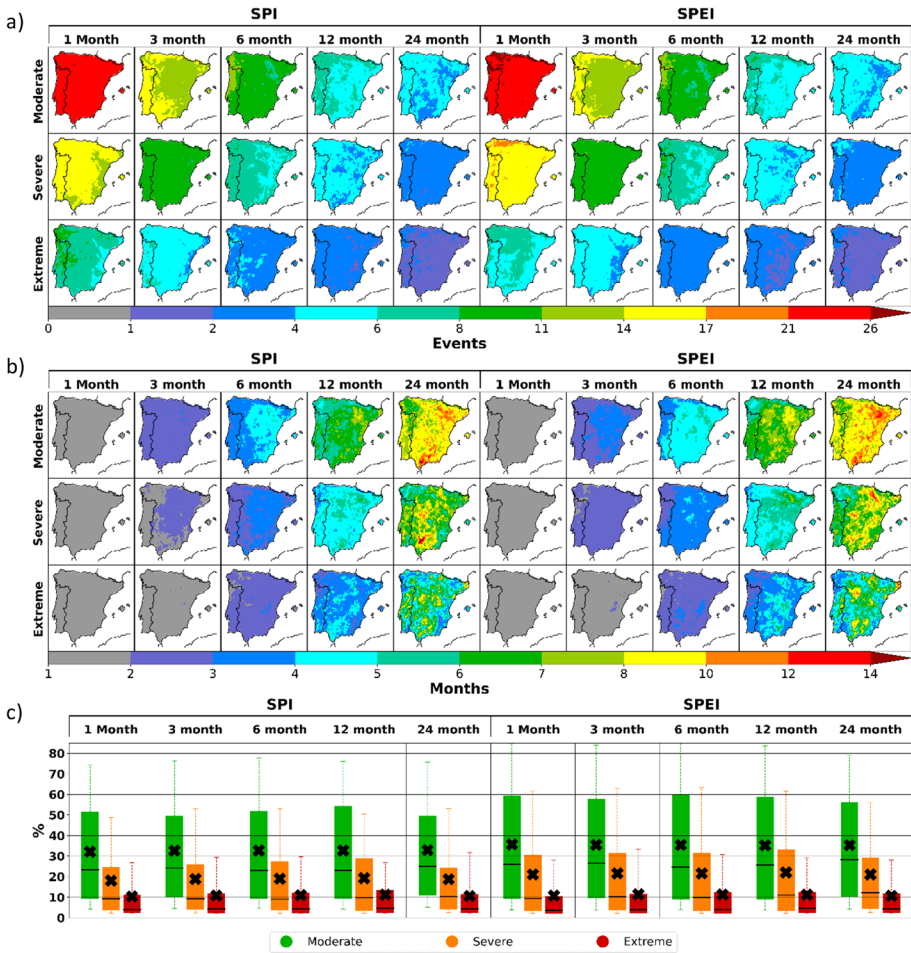 a)
SPI SPEI
1 Month 3 month 6 month 12 month 24 month 1 Month 3 month 6 month 12 month 24 month
Moderate
Severe
Extreme
0 1 2 4 6 8 11 14 17 21 26
Events
b)
SPI SPEI
1 Month 3 month 6 month 12 month 24 month 1 Month 3 month 6 month 12 month 24 month
Moderate
Severe
Extreme
1 2 3 4 5 6 7 8 10 12 14
Months
c)
SPI SPEI
1 Month 3 month 6 month 12 month 24 month 1 Month 3 month 6 month 12 month 24 month
80
70
60
50
40
30
20
10
0
%
Moderate Severe Extreme